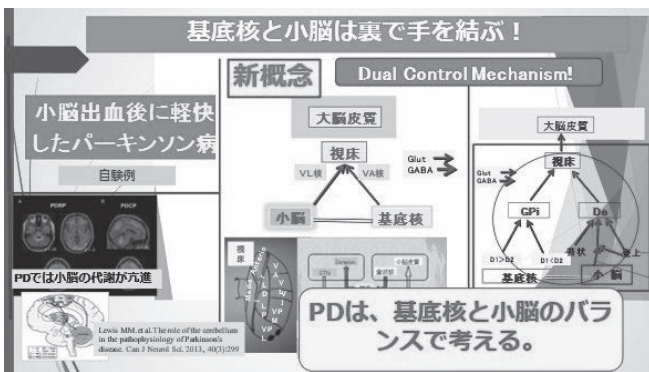 基底核と小脳は裏で手を結ぶ！
新概念
Dual Control Mechanism!
小脳出血後に軽快
したパーキンソン病
自験例
A
PDRP
B
PDCP
PDでは小脳の代謝が亢進
Lewis MM.et.al.The role of the cerebellum
in the pathophysiology of Parkinson's
disease. Can J Neurol Sci. 2013., 40(3):299
大脳皮質
視床
VL核
VA核
Glut
GABA
小脳
基底核
視床
小脳皮質
大脳皮質
視床
Glut
GABA
GPi
D1>D2
D1<D2
基底核
小脳
PDは、基底核と小脳のバラ
ンスで考える。